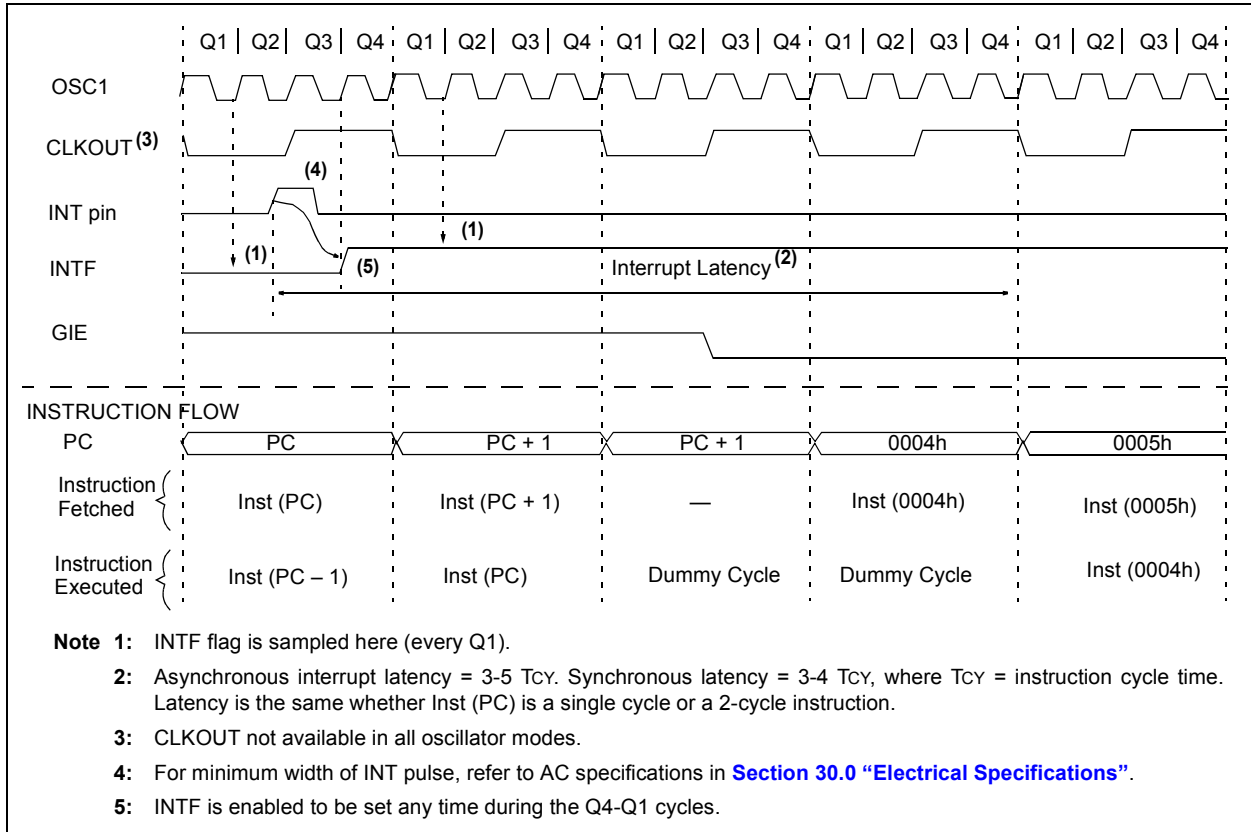 Q1 Q2 Q3 Q4 Q1 Q2 Q3 Q4 Q1 Q2 Q3 Q4 Q1 Q2 Q3 Q4 Q1 Q2 Q3 Q4
OSC1
CLKOUT (3)
(4)
INT pin
(1) (1)
INTF (5) Interrupt Latency (2)
GIE
INSTRUCTION FLOW
PC PC PC + 1 PC + 1 0004h 0005h
Instruction
Fetched
Inst (PC) Inst (PC + 1) — Inst (0004h) Inst (0005h)
Instruction
Executed
Inst (PC – 1) Inst (PC) Dummy Cycle Dummy Cycle Inst (0004h)
Note 1: INTF flag is sampled here (every Q1).
2: Asynchronous interrupt latency = 3-5 TCY. Synchronous latency = 3-4 TCY, where TCY = instruction cycle time.
Latency is the same whether Inst (PC) is a single cycle or a 2-cycle instruction.
3: CLKOUT not available in all oscillator modes.
4: For minimum width of INT pulse, refer to AC specifications in Section 30.0 “Electrical Specifications”.
5: INTF is enabled to be set any time during the Q4-Q1 cycles.